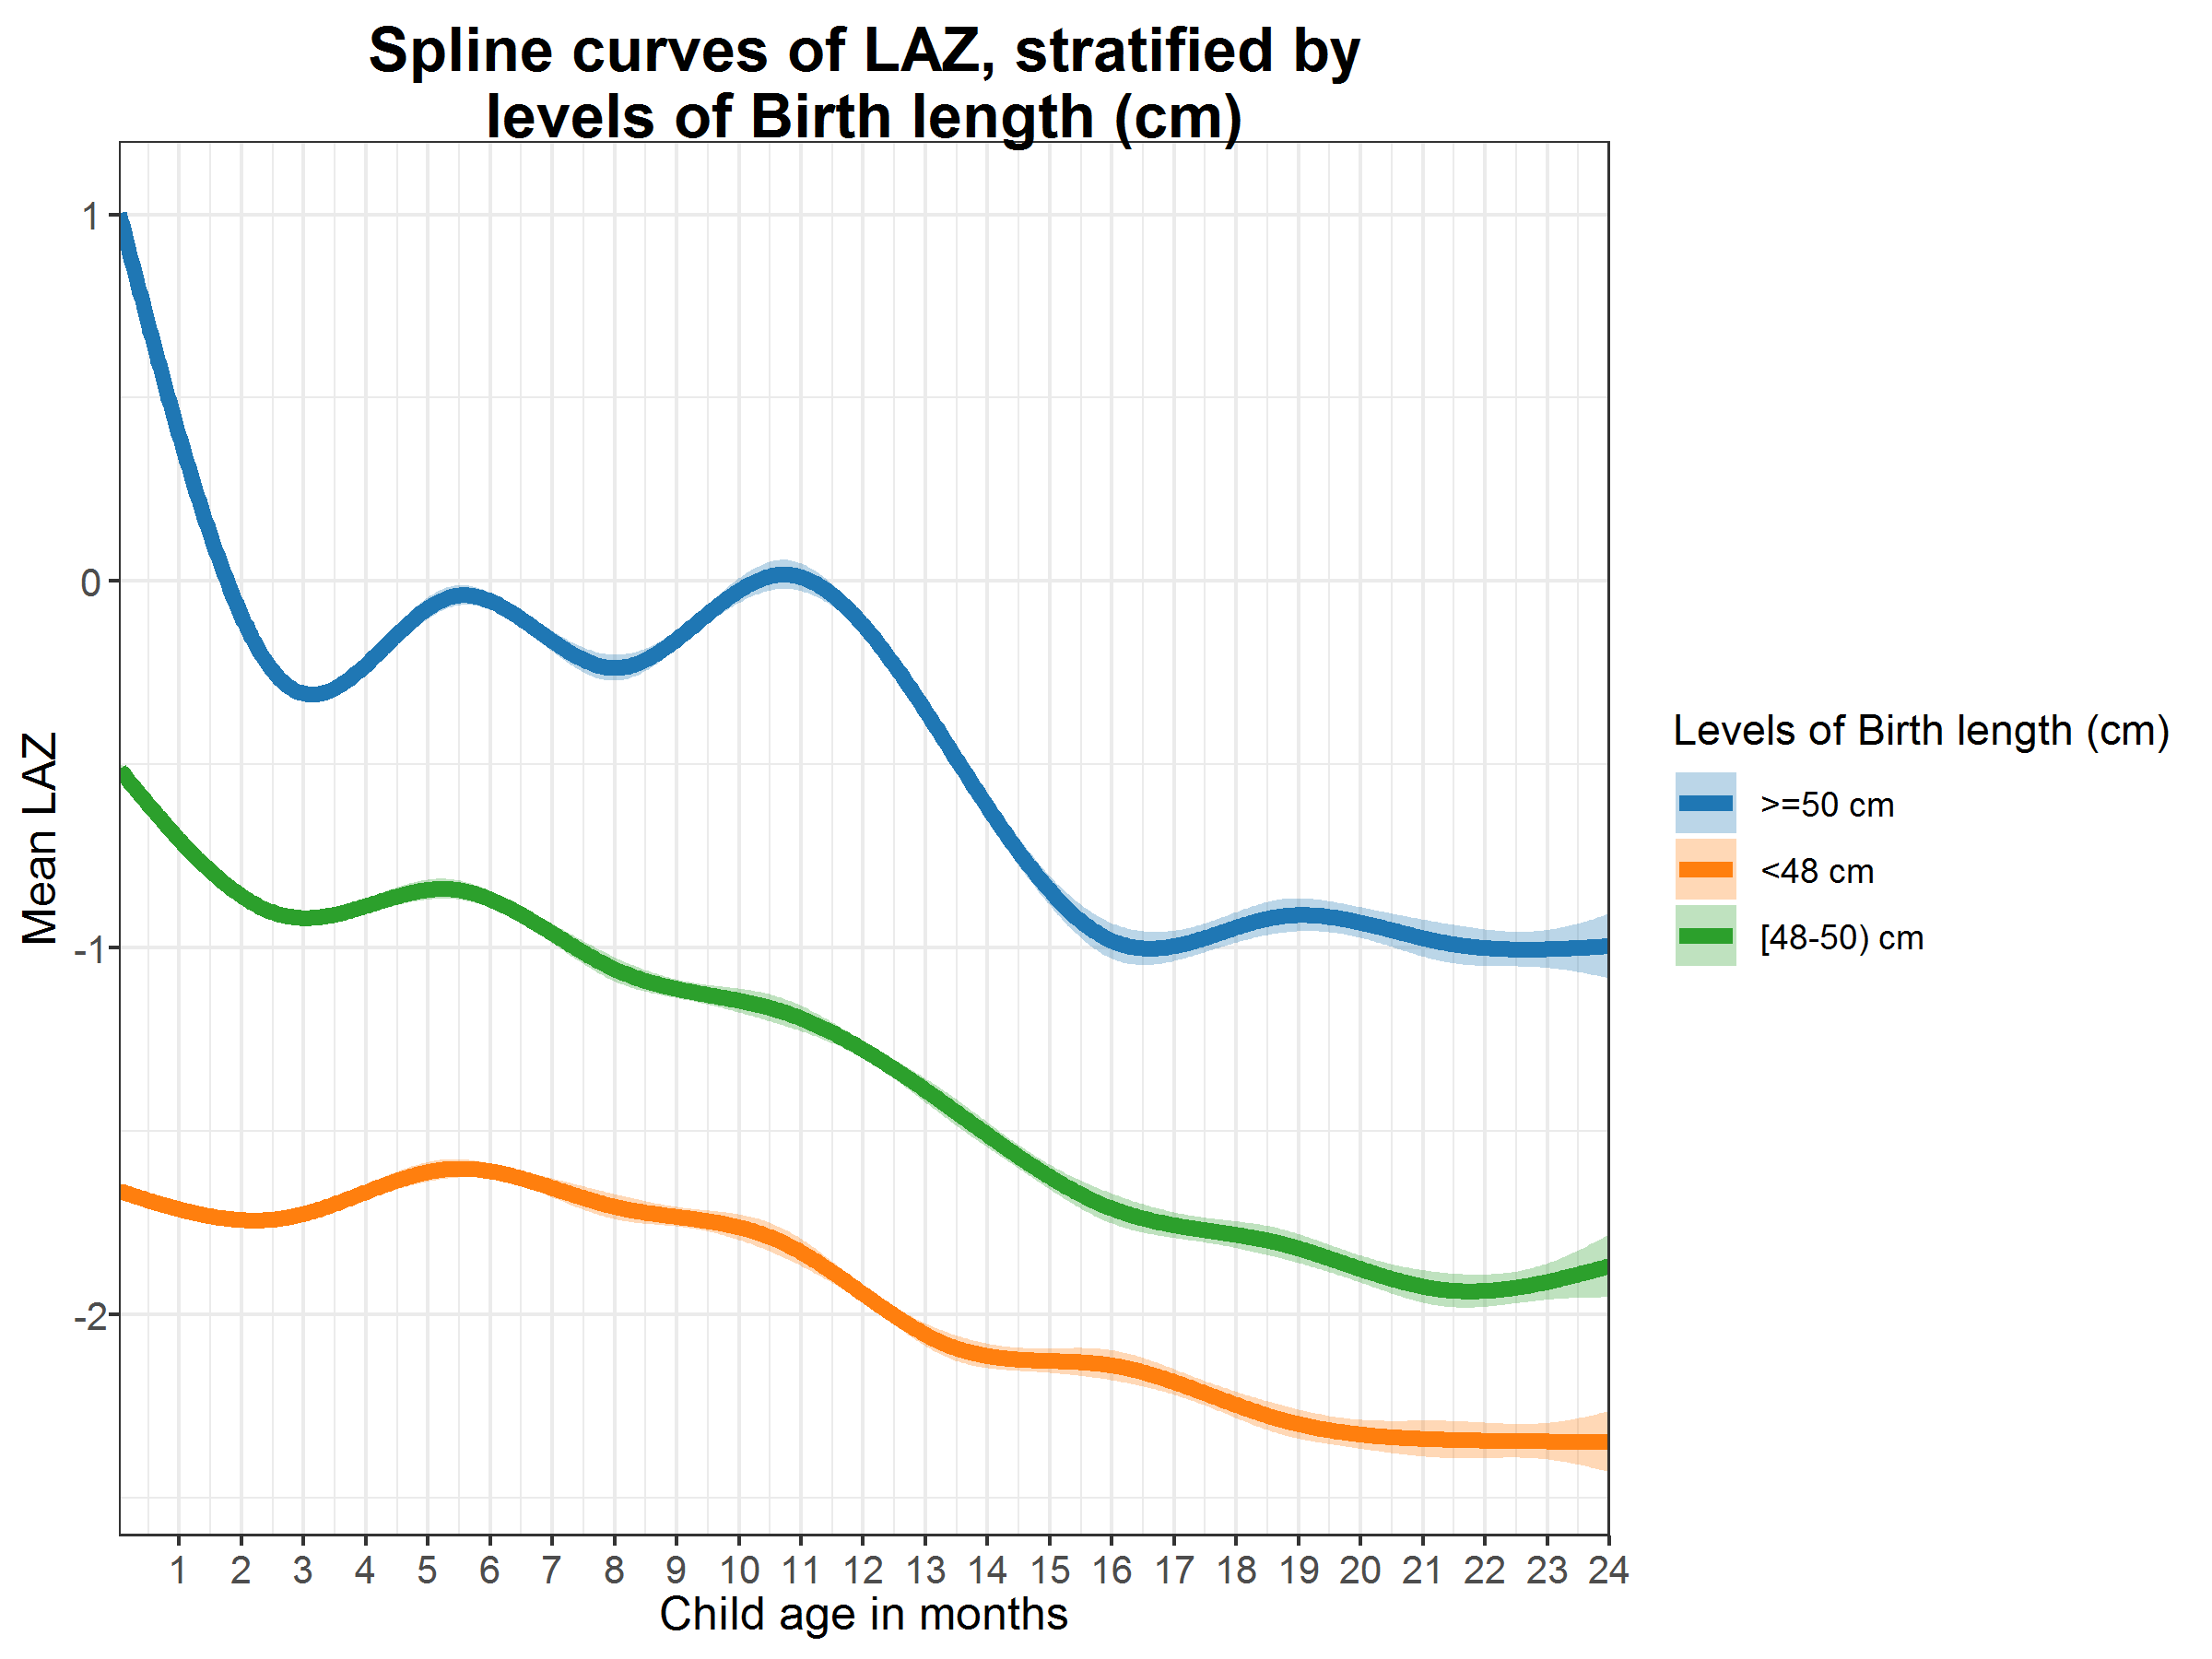 Spline curves of LAZ, stratified by
levels of Birth length (cm)
Mean LAZ
1
0
-1
-2
1 2 3 4 5 6 7 8 9 10 11 12 13 14 15 16 17 18 19 20 21 22 23 24
Child age in months
Levels of Birth length (cm)
>=50 cm
<48 cm
[48-50) cm